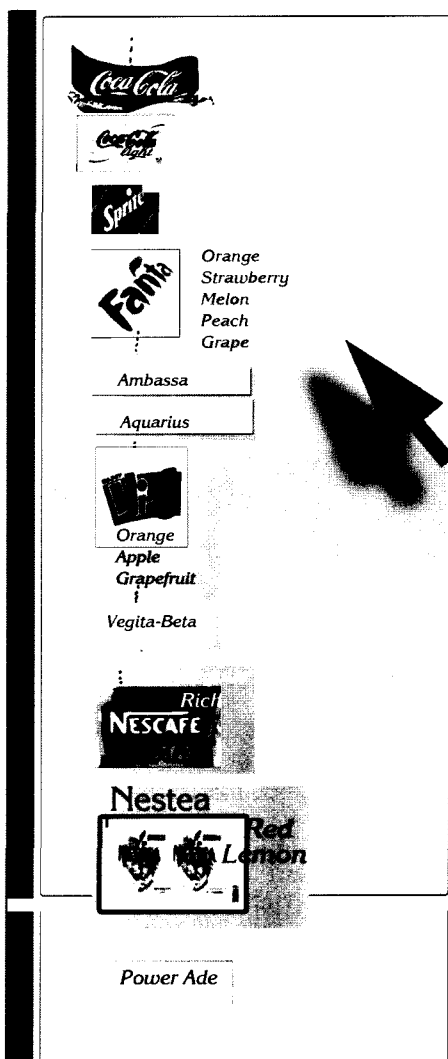 Coca-Cola
Coca-Cola
light
Sprite
Fanta
Orange
Strawberry
Melon
Peach
Grape
Ambassa
Aquarius
Orange
Apple
Grapefruit
Vegita-Beta
Rich
NESCAFÉ
Nestea
Red
Lemon
Power Ade